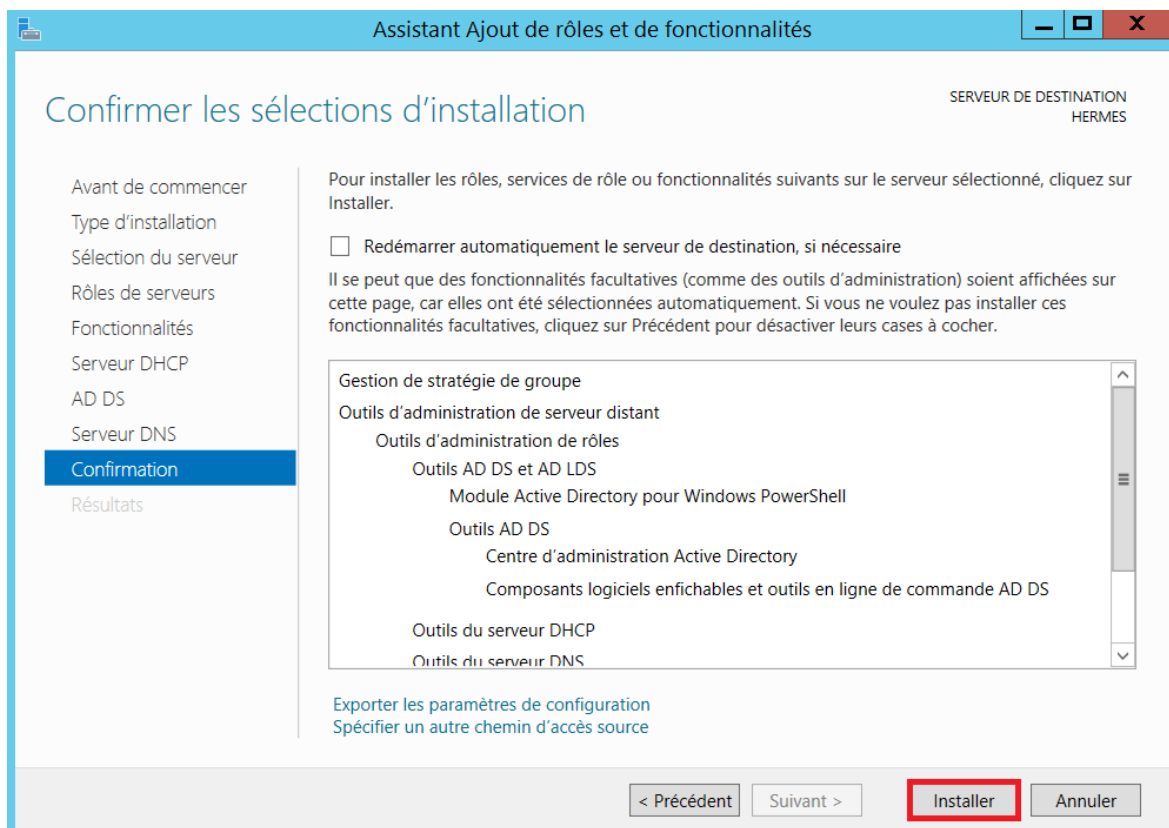 Assistant Ajout de rôles et de fonctionnalités
Confirmer les sélections d'installation
SERVEUR DE DESTINATION
HERMES
Avant de commencer
Type d'installation
Sélection du serveur
Rôles de serveurs
Fonctionnalités
Serveur DHCP
AD DS
Serveur DNS
Confirmation
Résultats
Pour installer les rôles, services de rôle ou fonctionnalités suivants sur le serveur sélectionné, cliquez sur
Installer.
Redémarrer automatiquement le serveur de destination, si nécessaire
Il se peut que des fonctionnalités facultatives (comme des outils d'administration) soient affichées sur
cette page, car elles ont été sélectionnées automatiquement. Si vous ne voulez pas installer ces
fonctionnalités facultatives, cliquez sur Précédent pour désactiver leurs cases à cocher.
Gestion de stratégie de groupe
Outils d'administration de serveur distant
Outils d'administration de rôles
Outils AD DS et AD LDS
Module Active Directory pour Windows PowerShell
Outils AD DS
Centre d'administration Active Directory
Composants logiciels enfichables et outils en ligne de commande AD DS
Outils du serveur DHCP
Outils du serveur DNS
Exporter les paramètres de configuration
Spécifier un autre chemin d'accès source
< Précédent
Suivant >
Installer
Annuler